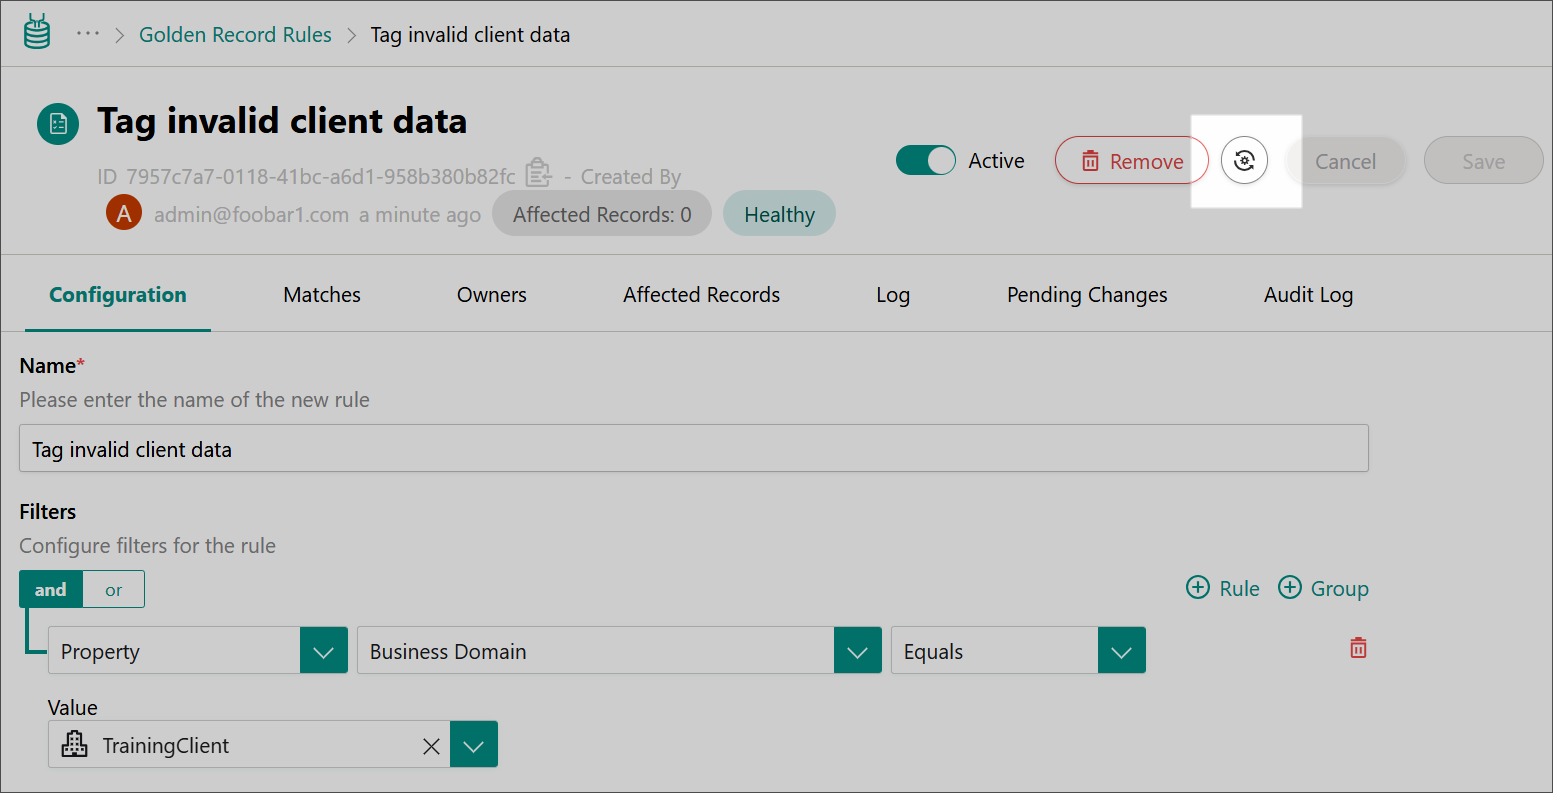 ··· > Golden Record Rules > Tag invalid client data
Tag invalid client data
ID 7957c7a7-0118-41bc-a6d1-958b380b82fc - Created By
A admin@foobar1.com a minute ago Affected Records: 0 Healthy
Active Remove Cancel Save
Configuration Matches Owners Affected Records Log Pending Changes Audit Log
Name*
Please enter the name of the new rule
Tag invalid client data
Filters
Configure filters for the rule
and or Rule Group
Property Business Domain Equals
Value
TrainingClient